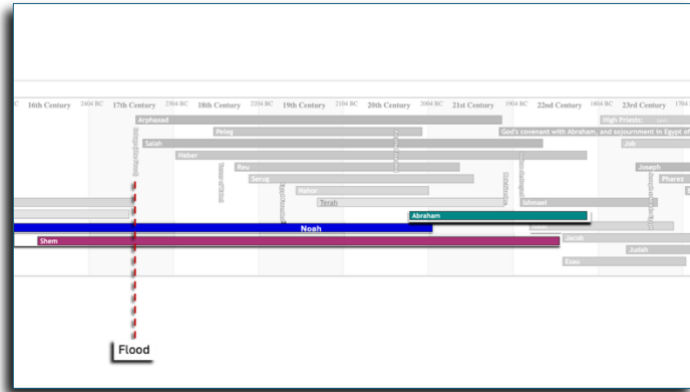 16th Century 2404 BC 17th Century 2304 BC 18th Century 2204 BC 19th Century 2104 BC 20th Century 2004 BC 21st Century 1904 BC 22nd Century 1804 BC 23rd Century 1704
Arphaxad
High Priests
Peleg
God's covenant with Abraham, and sejournment in Egypt of
Salah
Job
Heber
Reu
Joseph
Serug
Pharez
Nahor
Terah
Ishmael
Abraham
Noah
Shem
Jacob
Judah
Esau
Flood